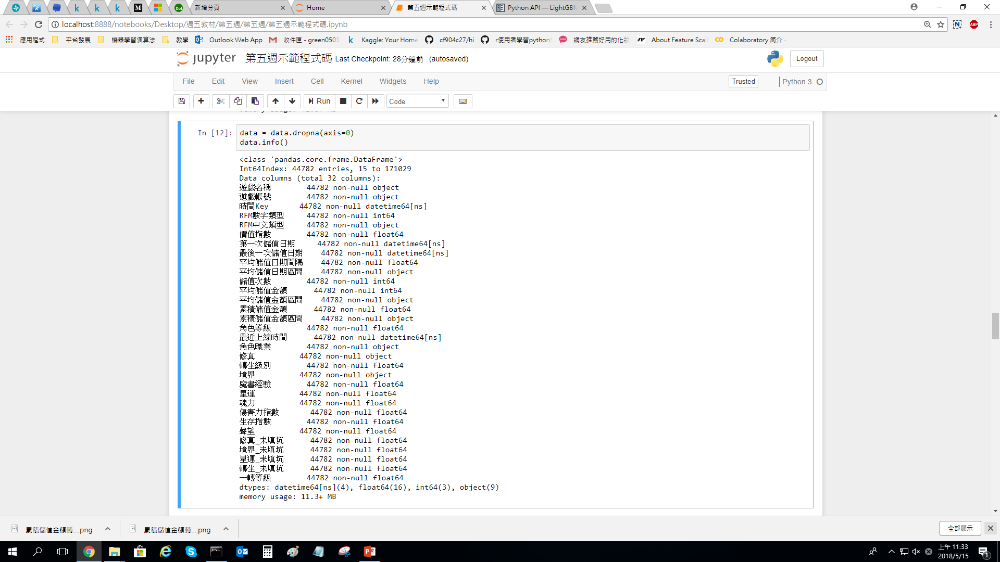 新增分頁
Home
第五週示範程式碼
Python API — LightGBM
localhost:8888/notebooks/Desktop/週五教材/第五週/第五週/第五週示範程式碼.ipynb
應用程式 平台發展 機器學習演算法 教學 Outlook Web App 收件匣 - green0503 Kaggle: Your Home cf904c27/hi r使用者學習python 網友推薦好用的化妝 About Feature Scali Colaboratory 簡介
jupyter 第五週示範程式碼 Last Checkpoint: 28分鐘前 (autosaved) Logout
File Edit View Insert Cell Kernel Widgets Help Trusted Python 3
Run Code
In [12]: data = data.dropna(axis=0)
data.info()
<class 'pandas.core.frame.DataFrame'>
Int64Index: 44782 entries, 15 to 171029
Data columns (total 32 columns):
遊戲名稱 44782 non-null object
遊戲帳號 44782 non-null object
時間Key 44782 non-null datetime64[ns]
RFM數字類型 44782 non-null int64
RFM中文類型 44782 non-null object
價值指數 44782 non-null float64
第一次儲值日期 44782 non-null datetime64[ns]
最後一次儲值日期 44782 non-null datetime64[ns]
平均儲值日期間隔 44782 non-null float64
平均儲值日期區間 44782 non-null object
儲值次數 44782 non-null int64
平均儲值金額 44782 non-null int64
平均儲值金額區間 44782 non-null object
累積儲值金額 44782 non-null float64
累積儲值金額區間 44782 non-null object
角色等級 44782 non-null float64
最近上線時間 44782 non-null datetime64[ns]
角色職業 44782 non-null object
修真 44782 non-null object
轉生級別 44782 non-null float64
境界 44782 non-null object
魔書經驗 44782 non-null float64
星運 44782 non-null float64
魂力 44782 non-null float64
傷害力指數 44782 non-null float64
生存指數 44782 non-null float64
聲望 44782 non-null float64
修真_未填坑 44782 non-null float64
境界_未填坑 44782 non-null float64
星運_未填坑 44782 non-null float64
轉生_未填坑 44782 non-null float64
一轉等級 44782 non-null float64
dtypes: datetime64[ns](4), float64(16), int64(3), object(9)
memory usage: 11.3+ MB
累積儲值金額轉....png 累積儲值金額轉....png 全部顯示
上午 11:33
2018/5/15